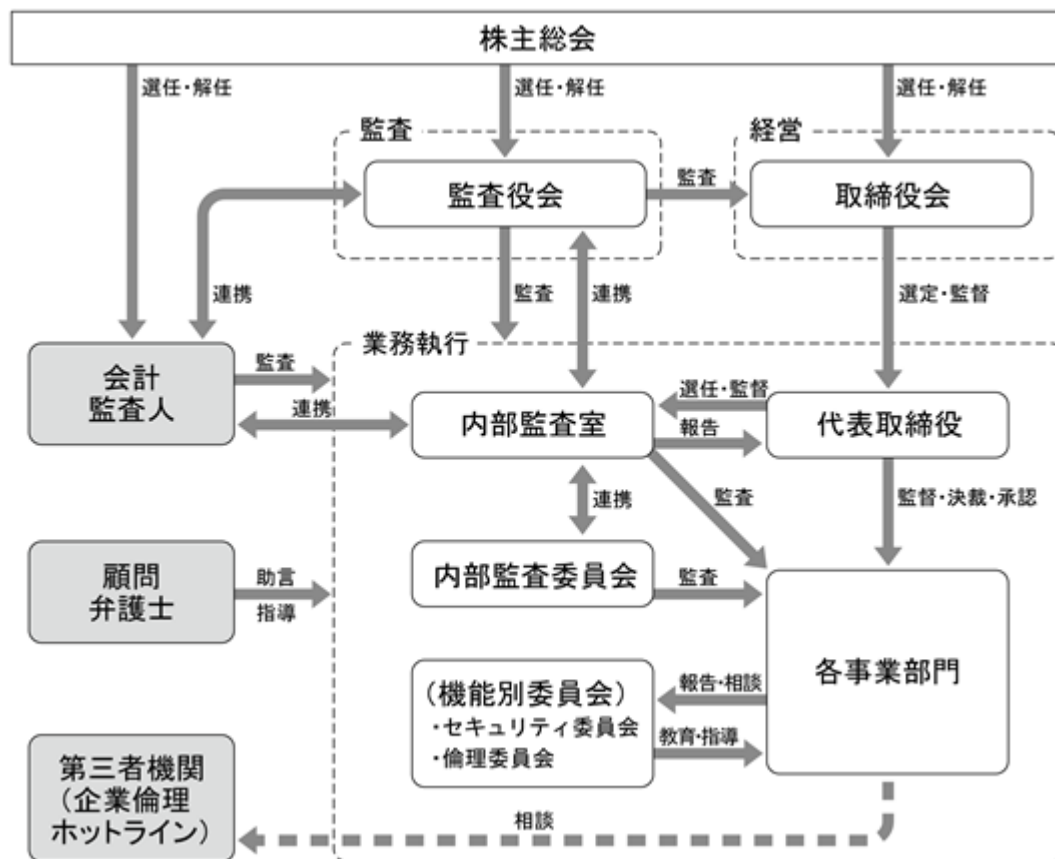 株主総会
選任・解任
選任・解任
選任・解任
監査
経営
監査役会
監査
取締役会
連携
監査
連携
選定・監督
業務執行
会計
監査人
監査
連携
内部監査室
選任・監督
報告
代表取締役
連携
監査
監督・決裁・承認
顧問
弁護士
助言
指導
内部監査委員会
監査
各事業部門
(機能別委員会)
・セキュリティ委員会
・倫理委員会
報告・相談
教育・指導
第三者機関
(企業倫理
ホットライン)
相談